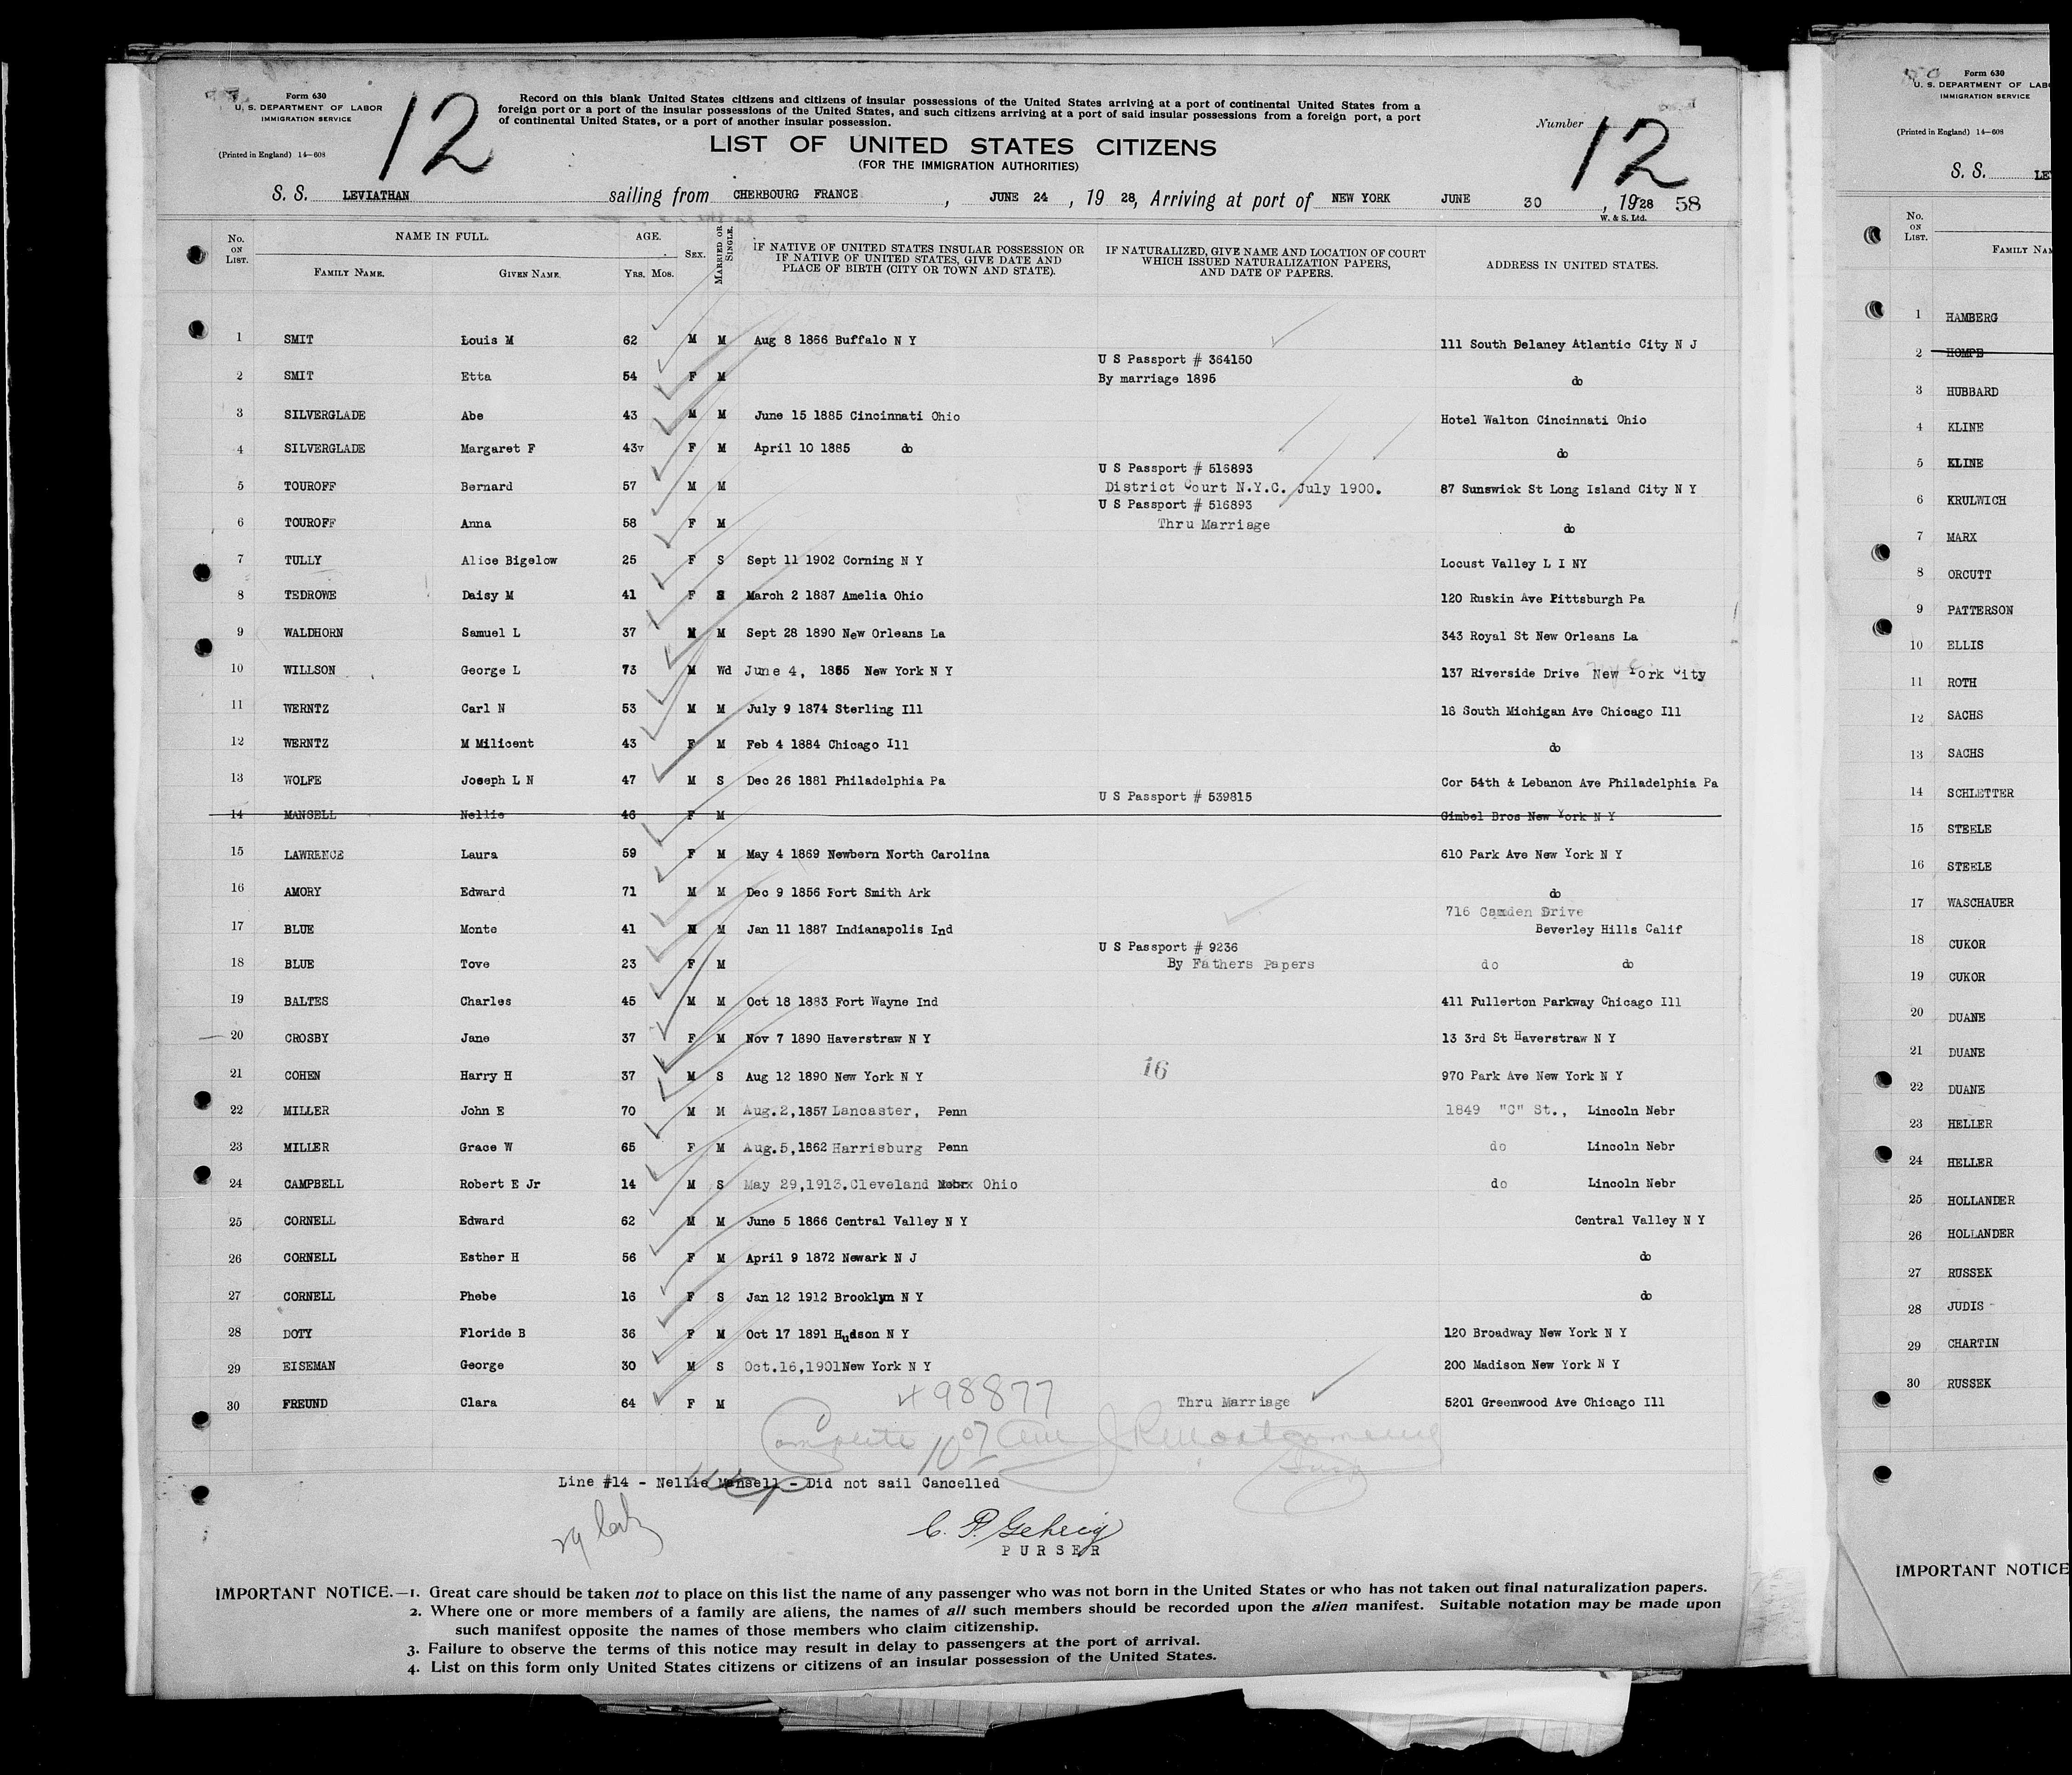 Form 630
U. S. DEPARTMENT OF LABOR
IMMIGRATION SERVICE
(Printed in England) 14—608
12
Record on this blank United States citizens and citizens of insular possessions of the United States arriving at a port of continental United States from a
foreign port or a port of the insular possessions of the United States, and such citizens arriving at a port of said insular possessions from a foreign port, a port
of continental United States, or a port of another insular possession.
LIST OF UNITED STATES CITIZENS
(FOR THE IMMIGRATION AUTHORITIES)
Number 12
S. S. LEVIATHAN sailing from CHERBOURG FRANCE, JUNE 24, 19 28, Arriving at port of NEW YORK JUNE 30, 1928 58
W. & S. Ltd.
No. ON LIST. NAME IN FULL. AGE. SEX. MARRIED OR SINGLE. IF NATIVE OF UNITED STATES INSULAR POSSESSION OR IF NATIVE OF UNITED STATES, GIVE DATE AND PLACE OF BIRTH (CITY OR TOWN AND STATE). IF NATURALIZED, GIVE NAME AND LOCATION OF COURT WHICH ISSUED NATURALIZATION PAPERS, AND DATE OF PAPERS. ADDRESS IN UNITED STATES.
FAMILY NAME. GIVEN NAME. YRS. MOS.
1 SMIT Louis M 62 M M Aug 8 1866 Buffalo N Y 111 South Delaney Atlantic City N J
U S Passport # 364150
2 SMIT Etta 54 F M By marriage 1895 do
3 SILVERGLADE Abe 43 M M June 15 1885 Cincinnati Ohio Hotel Walton Cincinnati Ohio
4 SILVERGLADE Margaret F 43v F M April 10 1885 do do
U S Passport # 516893
5 TOUROFF Bernard 57 M M District Court N.Y.C. July 1900. 87 Sunswick St Long Island City N Y
U S Passport # 516893
6 TOUROFF Anna 58 F M Thru Marriage do
7 TULLY Alice Bigelow 25 F S Sept 11 1902 Corning N Y Locust Valley L I NY
8 TEDROWE Daisy M 41 F S March 2 1887 Amelia Ohio 120 Ruskin Ave Pittsburgh Pa
9 WALDHORN Samuel L 37 M M Sept 28 1890 New Orleans La 343 Royal St New Orleans La
10 WILLSON George L 73 M Wd June 4, 1855 New York N Y 137 Riverside Drive New York City
11 WERNTZ Carl N 53 M M July 9 1874 Sterling Ill 18 South Michigan Ave Chicago Ill
12 WERNTZ M Milicent 43 F M Feb 4 1884 Chicago Ill do
13 WOLFE Joseph L N 47 M S Dec 26 1881 Philadelphia Pa Cor 54th & Lebanon Ave Philadelphia Pa
U S Passport # 539815
14 MANSELL Nellie 46 F M Gimbel Bros New York N Y
15 LAWRENCE Laura 59 F M May 4 1869 Newbern North Carolina 610 Park Ave New York N Y
16 AMORY Edward 71 M M Dec 9 1856 Fort Smith Ark do
716 Camden Drive
17 BLUE Monte 41 M M Jan 11 1887 Indianapolis Ind Beverley Hills Calif
U S Passport # 9236
18 BLUE Tove 23 F M By Fathers Papers do do
19 BALTES Charles 45 M M Oct 18 1883 Fort Wayne Ind 411 Fullerton Parkway Chicago Ill
20 CROSBY Jane 37 F M Nov 7 1890 Haverstraw N Y 13 3rd St Haverstraw N Y
21 COHEN Harry H 37 M S Aug 12 1890 New York N Y 16 970 Park Ave New York N Y
22 MILLER John E 70 M M Aug.2,1857 Lancaster, Penn 1849 "C" St., Lincoln Nebr
23 MILLER Grace W 65 F M Aug.5,1862 Harrisburg Penn do Lincoln Nebr
24 CAMPBELL Robert E Jr 14 M S May 29,1913.Cleveland Ohio do Lincoln Nebr
25 CORNELL Edward 62 M M June 5 1866 Central Valley N Y Central Valley N Y
26 CORNELL Esther H 56 F M April 9 1872 Newark N J do
27 CORNELL Phebe 16 F S Jan 12 1912 Brooklyn N Y do
28 DOTY Floride B 36 F M Oct 17 1891 Hudson N Y 120 Broadway New York N Y
29 EISEMAN George 30 M S Oct.16,1901New York N Y 200 Madison New York N Y
30 FREUND Clara 64 F M 498877 Thru Marriage 5201 Greenwood Ave Chicago Ill
Complete 10
Line #14 - Nellie Mansell - Did not sail Cancelled
C. P. Gehrig
PURSER
IMPORTANT NOTICE.—1. Great care should be taken not to place on this list the name of any passenger who was not born in the United States or who has not taken out final naturalization papers.
2. Where one or more members of a family are aliens, the names of all such members should be recorded upon the alien manifest. Suitable notation may be made upon
such manifest opposite the names of those members who claim citizenship.
3. Failure to observe the terms of this notice may result in delay to passengers at the port of arrival.
4. List on this form only United States citizens or citizens of an insular possession of the United States.
Form 630
U. S. DEPARTMENT OF LAB
IMMIGRATION SERVICE
(Printed in England) 14—608
S. S. LE
No. ON LIST.
FAMILY NA
1 HAMBERG
2 HOMPE
3 HUBBARD
4 KLINE
5 KLINE
6 KRULWICH
7 MARX
8 ORCUTT
9 PATTERSON
10 ELLIS
11 ROTH
12 SACHS
13 SACHS
14 SCHLETTER
15 STEELE
16 STEELE
17 WASCHAUER
18 CUKOR
19 CUKOR
20 DUANE
21 DUANE
22 DUANE
23 HELLER
24 HELLER
25 HOLLANDER
26 HOLLANDER
27 RUSSEK
28 JUDIS
29 CHARTIN
30 RUSSEK
IMPORTANT NOTICE